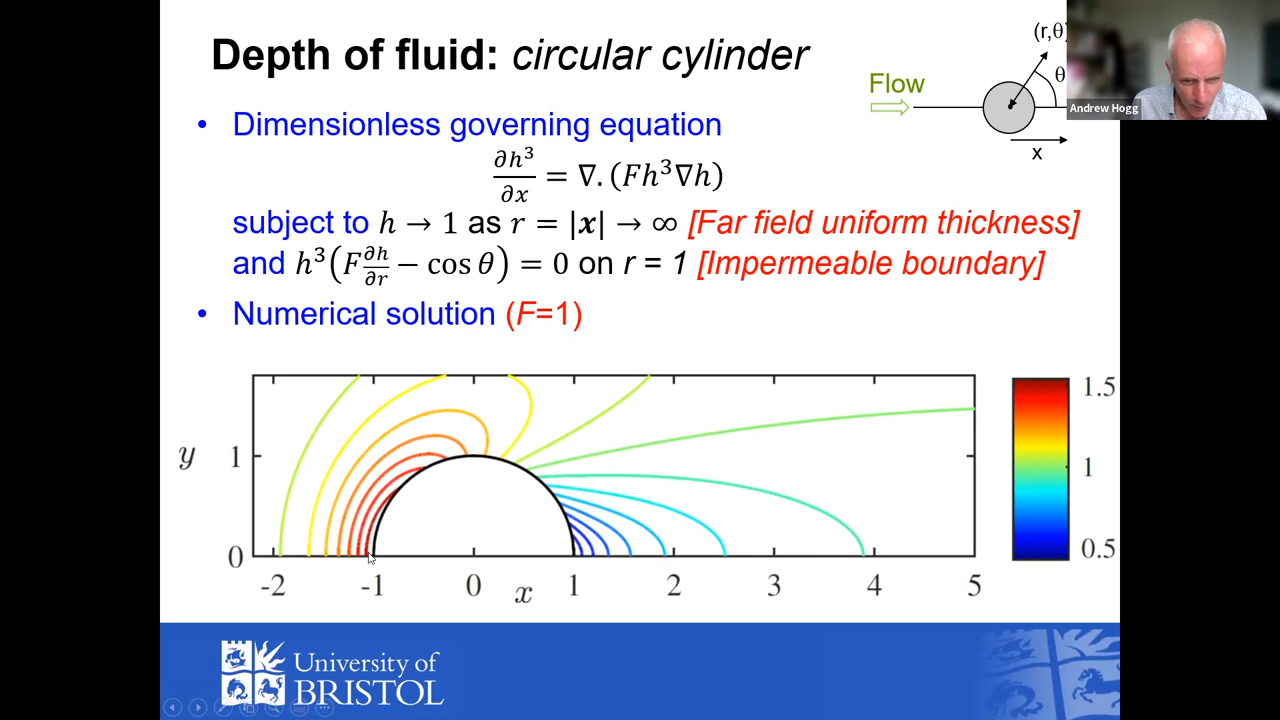 Depth of fluid: circular cylinder
(r,θ)
θ
Flow
x
Andrew Hogg
• Dimensionless governing equation
∂h³/∂x = ∇.(Fh³∇h)
subject to h → 1 as r = |x| → ∞ [Far field uniform thickness]
and h³(F ∂h/∂r − cos θ) = 0 on r = 1 [Impermeable boundary]
• Numerical solution (F=1)
y
1
0
-2 -1 0 x 1 2 3 4 5
1.5
1
0.5
University of
BRISTOL